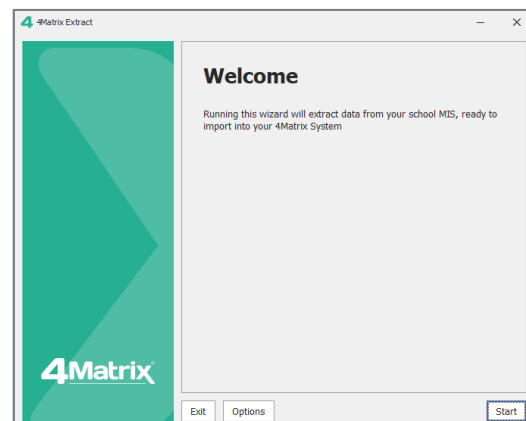 4 4Matrix Extract
Welcome
Running this wizard will extract data from your school MIS, ready to
import into your 4Matrix System
4Matrix
Exit Options Start